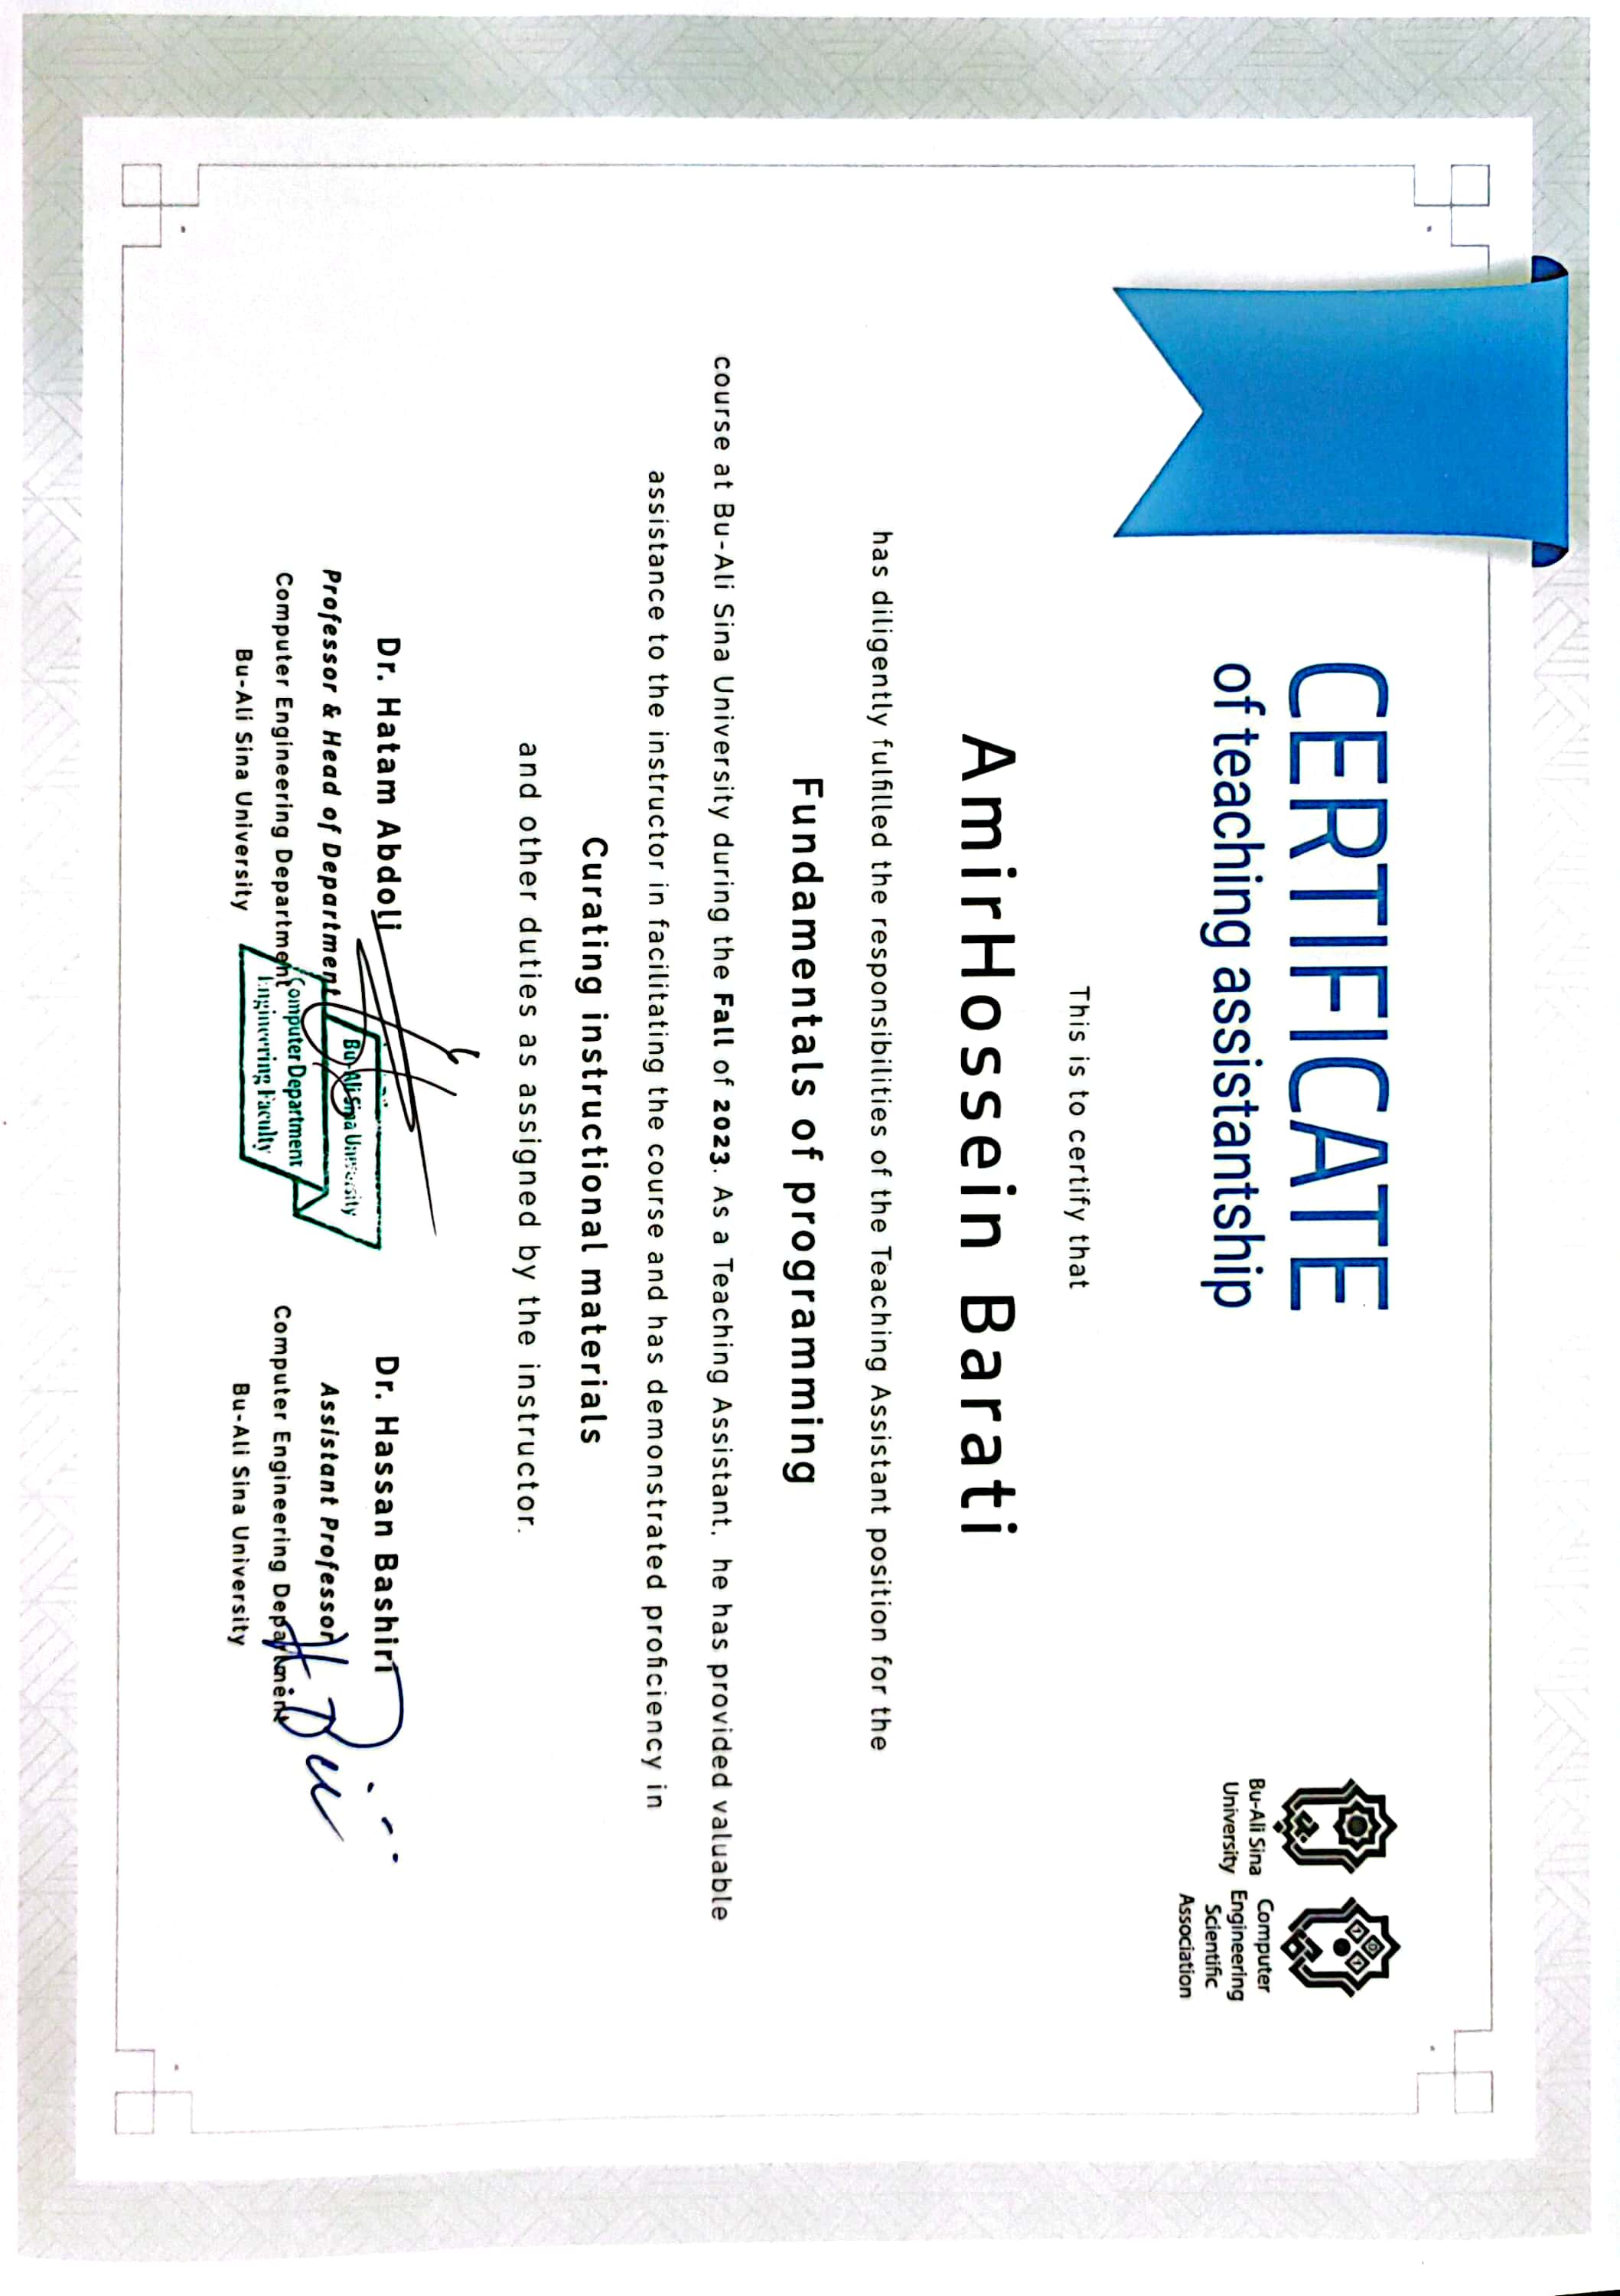 CERTIFICATE
of teaching assistantship
Bu-Ali Sina
University
Computer
Engineering
Scientific
Association
This is to certify that
AmirHossein Barati
has diligently fulfilled the responsibilities of the Teaching Assistant position for the
Fundamentals of programming
course at Bu-Ali Sina University during the Fall of 2023. As a Teaching Assistant, he has provided valuable
assistance to the instructor in facilitating the course and has demonstrated proficiency in
Curating instructional materials
and other duties as assigned by the instructor.
Dr. Hatam Abdoli
Professor & Head of Department
Computer Engineering Department
Bu-Ali Sina University
Bu-Ali Sina University
Computer Department
Engineering Faculty
Dr. Hassan Bashiri
Assistant Professor
Computer Engineering Department
Bu-Ali Sina University